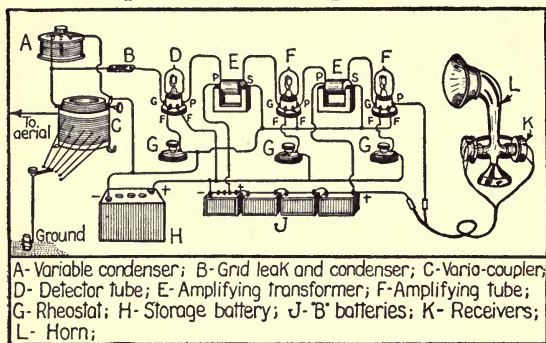 A
B
D
E
F
E
F
P
S
P
S
G
P
G
P
G
P
F
F
F
F
F
F
L
K
To.
aerial
C
G
G
G
-
+
-
+
+
Ground
H
J
A- Variable condenser; B- Grid leak and condenser; C- Vario-coupler;
D- Detector tube; E- Amplifying transformer; F- Amplifying tube;
G- Rheostat; H- Storage battery; J- "B" batteries; K- Receivers;
L- Horn;